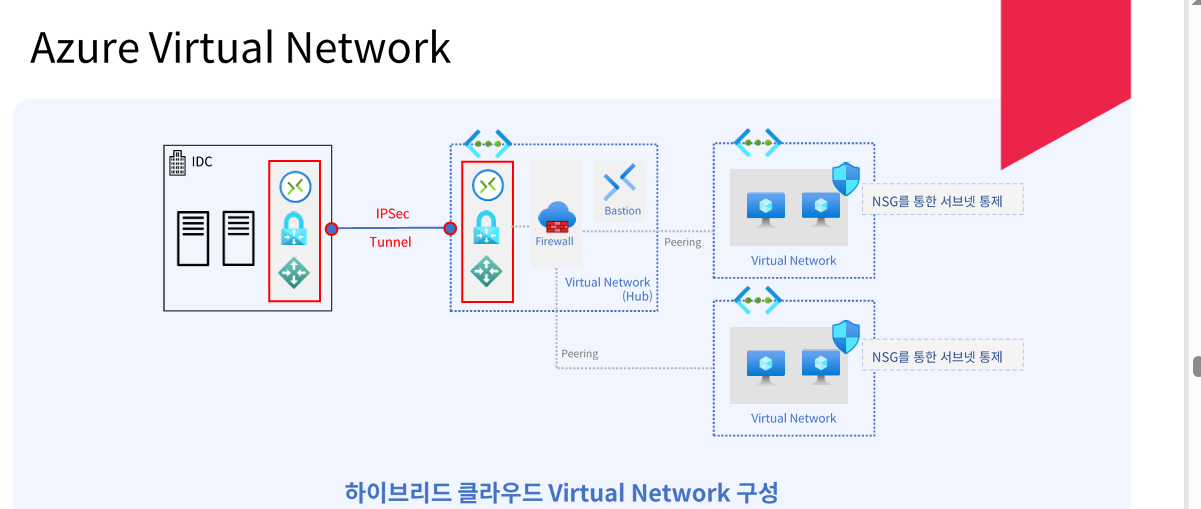 Azure Virtual Network
IDC
IPSec
Tunnel
Firewall
Bastion
Virtual Network
(Hub)
Peering
NSG를 통한 서브넷 통제
Virtual Network
Peering
NSG를 통한 서브넷 통제
Virtual Network
하이브리드 클라우드 Virtual Network 구성